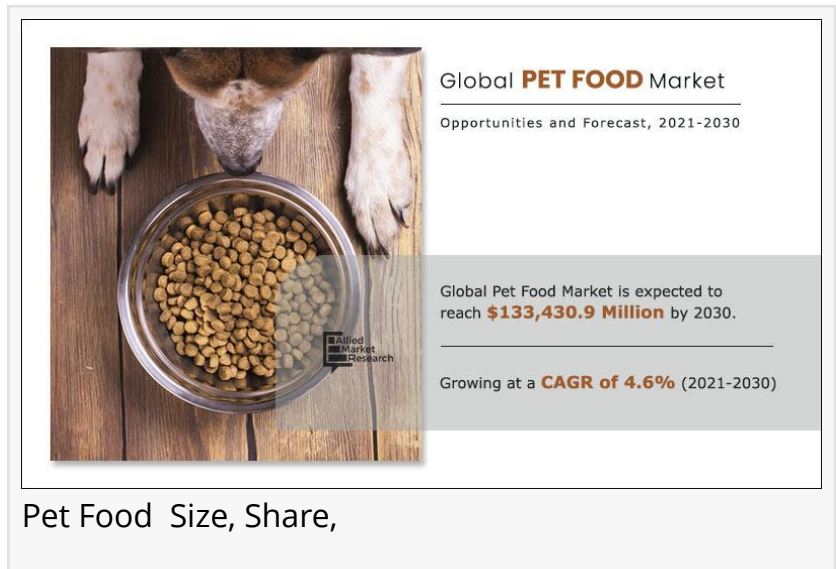 Global PET FOOD Market
Opportunities and Forecast, 2021-2030
Global Pet Food Market is expected to
reach $133,430.9 Million by 2030.
Allied
Market
Research
Growing at a CAGR of 4.6% (2021-2030)
Pet Food  Size, Share,